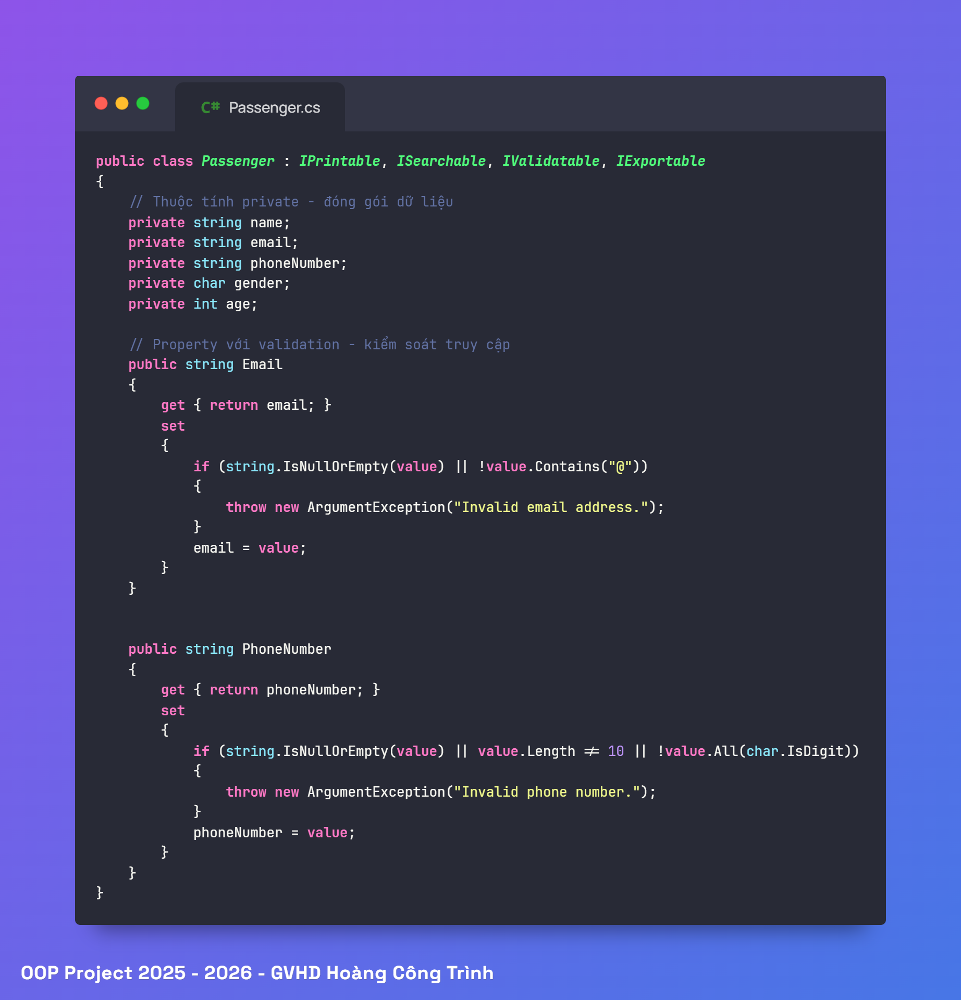 C# Passenger.cs
public class Passenger : IPrintable, ISearchable, IValidatable, IExportable
{
    // Thuộc tính private - đóng gói dữ liệu
    private string name;
    private string email;
    private string phoneNumber;
    private char gender;
    private int age;

    // Property với validation - kiểm soát truy cập
    public string Email
    {
        get { return email; }
        set
        {
            if (string.IsNullOrEmpty(value) || !value.Contains("@"))
            {
                throw new ArgumentException("Invalid email address.");
            }
            email = value;
        }
    }

    public string PhoneNumber
    {
        get { return phoneNumber; }
        set
        {
            if (string.IsNullOrEmpty(value) || value.Length != 10 || !value.All(char.IsDigit))
            {
                throw new ArgumentException("Invalid phone number.");
            }
            phoneNumber = value;
        }
    }
}
OOP Project 2025 - 2026 - GVHD Hoàng Công Trình